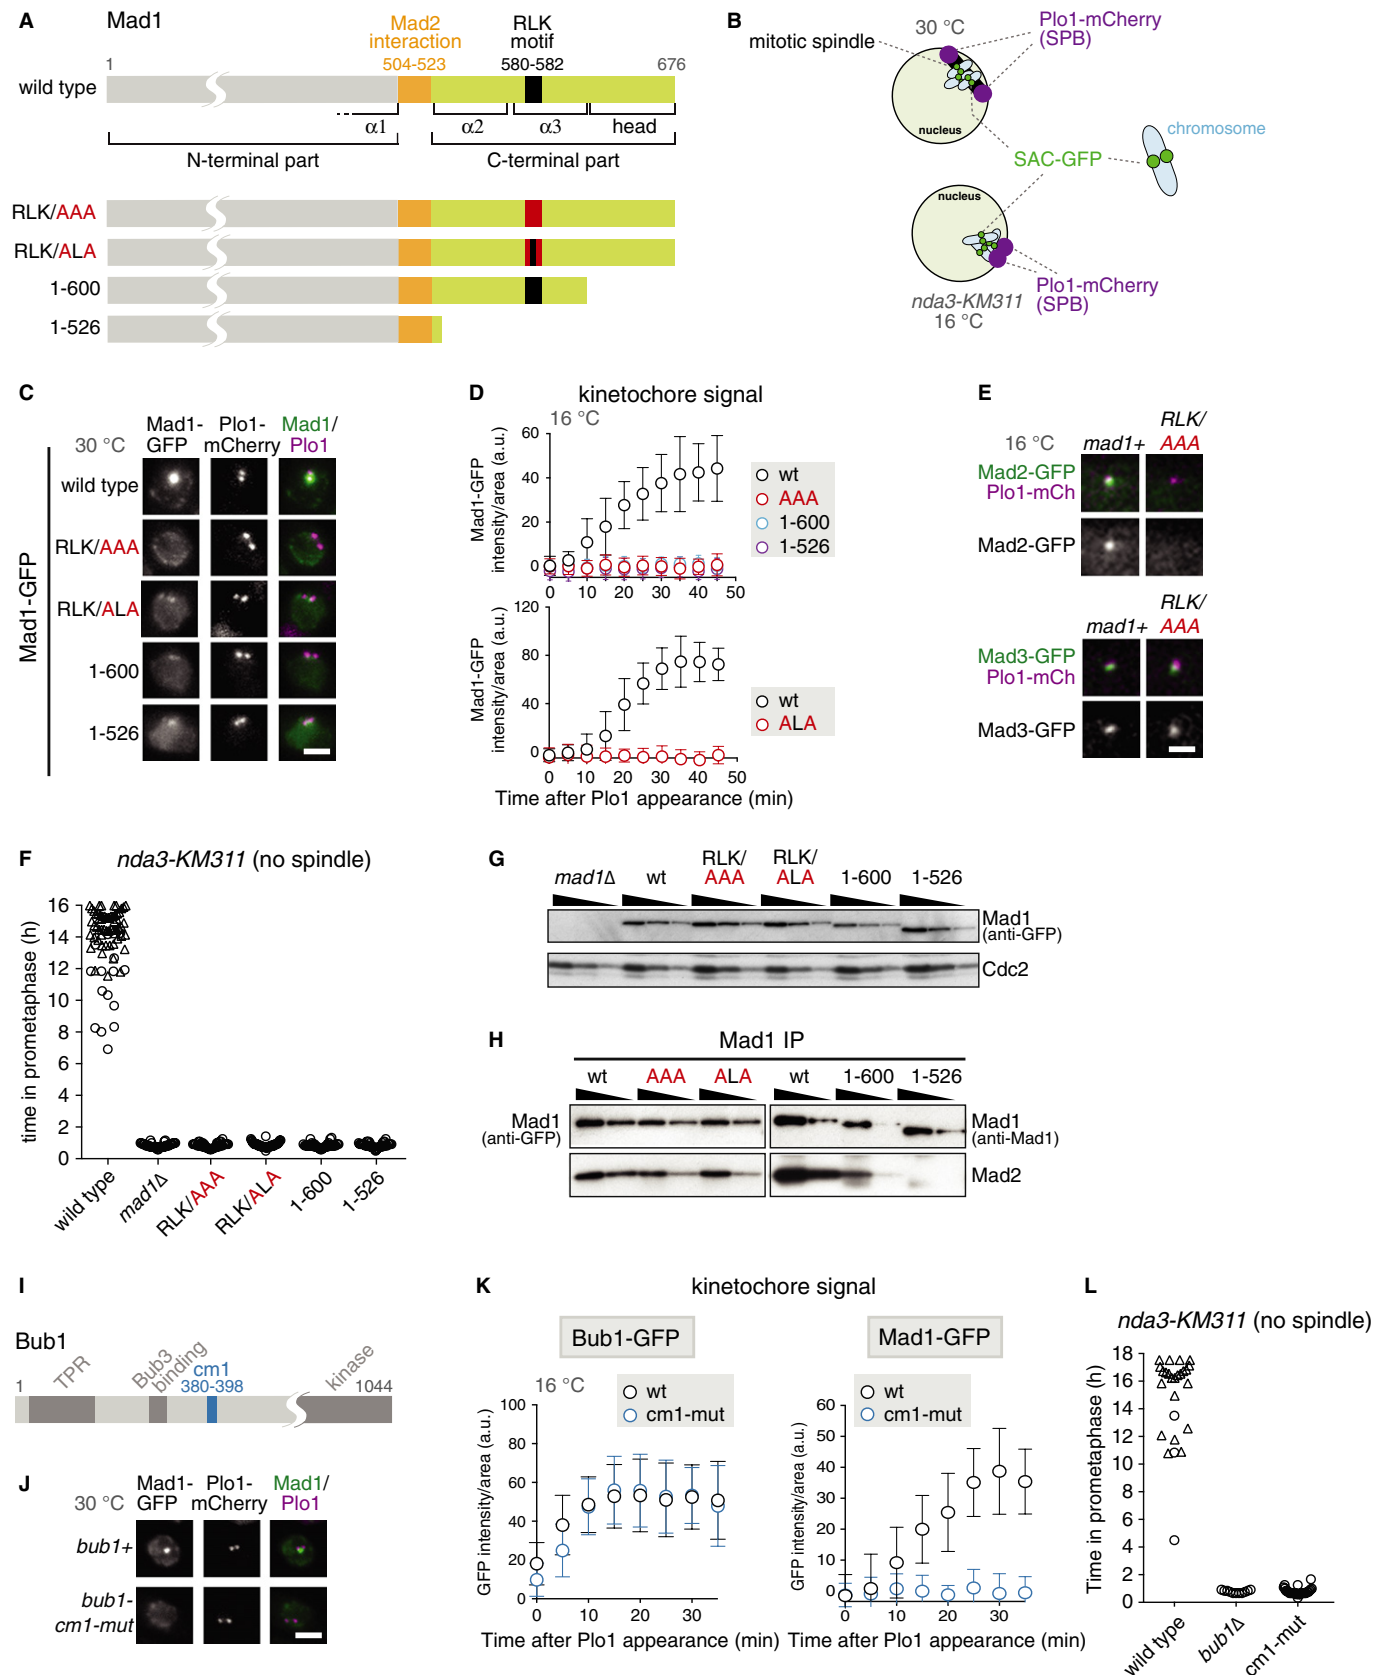 A
Mad1
Mad2 interaction
504-523
RLK motif
580-582
1
676
wild type
α1
α2
α3
head
N-terminal part
C-terminal part
RLK/AAA
RLK/ALA
1-600
1-526
B
30 °C
Plo1-mCherry (SPB)
mitotic spindle
nucleus
chromosome
SAC-GFP
nucleus
Plo1-mCherry (SPB)
nda3-KM311
16 °C
C
30 °C
Mad1-GFP
Plo1-mCherry
Mad1/Plo1
Mad1-GFP
wild type
RLK/AAA
RLK/ALA
1-600
1-526
D
kinetochore signal
16 °C
Mad1-GFP intensity/area (a.u.)
60
40
20
0
0 10 20 30 40 50
wt
AAA
1-600
1-526
Mad1-GFP intensity/area (a.u.)
120
80
40
0
0 10 20 30 40 50
wt
ALA
Time after Plo1 appearance (min)
E
16 °C
mad1+
RLK/AAA
Mad2-GFP
Plo1-mCh
Mad2-GFP
mad1+
RLK/AAA
Mad3-GFP
Plo1-mCh
Mad3-GFP
F
nda3-KM311 (no spindle)
time in prometaphase (h)
16
14
12
10
8
6
4
2
0
wild type
mad1Δ
RLK/AAA
RLK/ALA
1-600
1-526
G
mad1Δ
wt
RLK/AAA
RLK/ALA
1-600
1-526
Mad1
(anti-GFP)
Cdc2
H
Mad1 IP
wt
AAA
ALA
wt
1-600
1-526
Mad1
(anti-GFP)
Mad1
(anti-Mad1)
Mad2
I
Bub1
1
TPR
Bub3 binding
cm1
380-398
kinase
1044
J
30 °C
Mad1-GFP
Plo1-mCherry
Mad1/Plo1
bub1+
bub1-cm1-mut
K
kinetochore signal
Bub1-GFP
16 °C
wt
cm1-mut
GFP intensity/area (a.u.)
100
80
60
40
20
0
0 10 20 30
Time after Plo1 appearance (min)
Mad1-GFP
wt
cm1-mut
GFP intensity/area (a.u.)
60
50
40
30
20
10
0
0 10 20 30
Time after Plo1 appearance (min)
L
nda3-KM311 (no spindle)
Time in prometaphase (h)
18
16
14
12
10
8
6
4
2
0
wild type
bub1Δ
cm1-mut